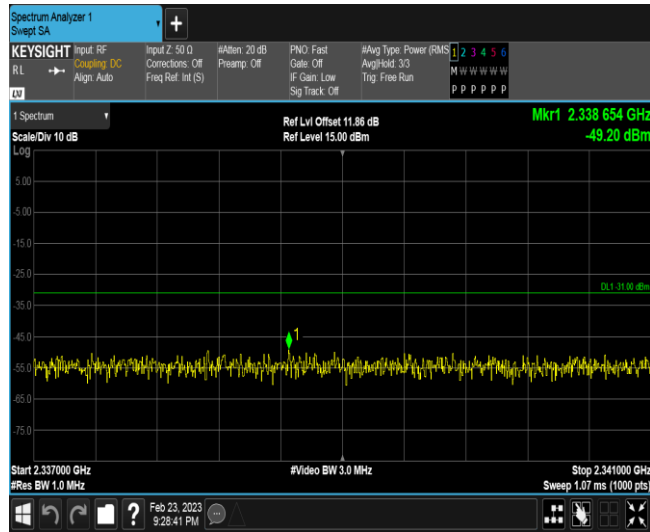 Spectrum Analyzer 1
Swept SA
+
KEYSIGHT
RL
LXI
Input: RF
Coupling: DC
Align: Auto
Input Z: 50 Ω
Corrections: Off
Freq Ref: Int (S)
#Atten: 20 dB
Preamp: Off
PNO: Fast
Gate: Off
IF Gain: Low
Sig Track: Off
#Avg Type: Power (RMS
Avg|Hold: 3/3
Trig: Free Run
1 2 3 4 5 6
M W W W W W
P P P P P P
1 Spectrum
Scale/Div 10 dB
Log
Ref Lvl Offset 11.86 dB
Ref Level 15.00 dBm
Mkr1 2.338 654 GHz
-49.20 dBm
5.00
-5.00
-15.0
-25.0
DL1 -31.00 dBm
-35.0
-45.0
1
-55.0
-65.0
-75.0
Start 2.337000 GHz
#Res BW 1.0 MHz
#Video BW 3.0 MHz
Stop 2.341000 GHz
Sweep 1.07 ms (1000 pts)
?
Feb 23, 2023
9:28:41 PM